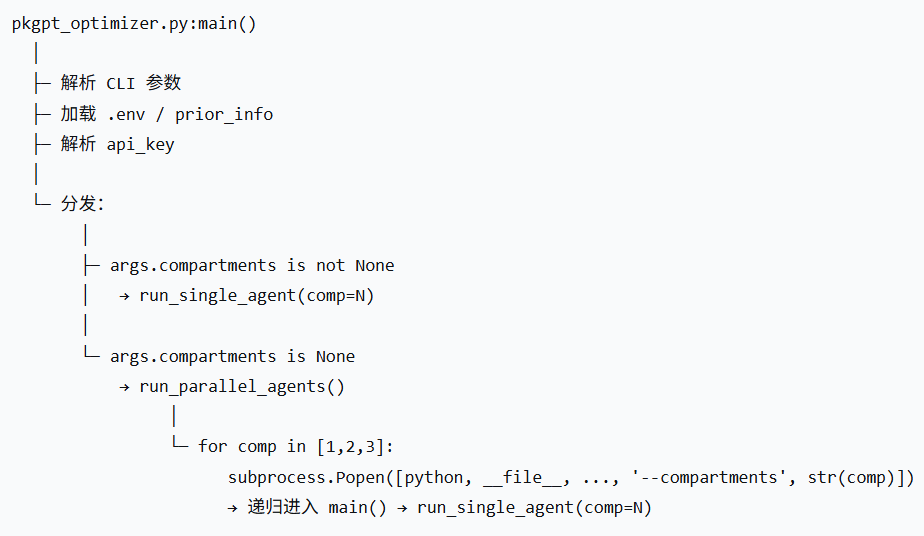 pkgpt_optimizer.py:main()
│
├─ 解析 CLI 参数
├─ 加载 .env / prior_info
├─ 解析 api_key
│
└─ 分发：
     │
     ├─ args.compartments is not None
     │   → run_single_agent(comp=N)
     │
     └─ args.compartments is None
         → run_parallel_agents()
              │
              └─ for comp in [1,2,3]:
                   subprocess.Popen([python, __file__, ..., '--compartments', str(comp)])
                   → 递归进入 main() → run_single_agent(comp=N)